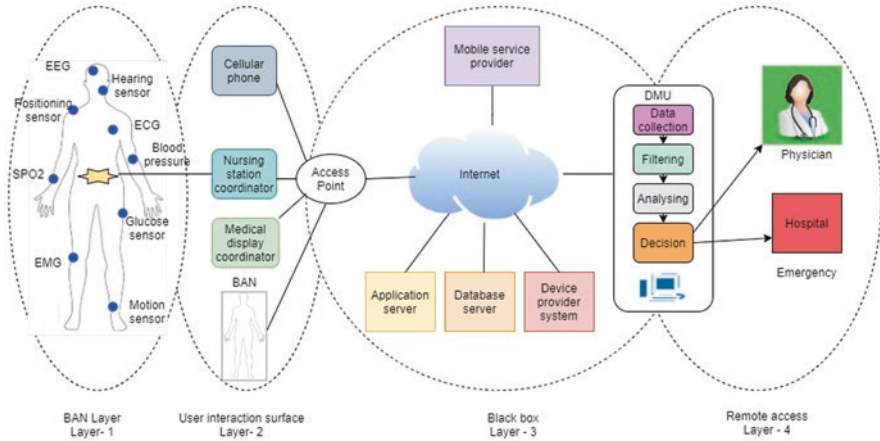 EEG
Hearing
sensor
Positioning
sensor
ECG
Blood
pressure
SPO2
Glucose
sensor
EMG
Motion
sensor
BAN Layer
Layer- 1
Cellular
phone
Nursing
station
coordinator
Medical
display
coordinator
BAN
Access
Point
User interaction surface
Layer- 2
Mobile service
provider
Internet
Application
server
Database
server
Device
provider
system
Black box
Layer - 3
DMU
Data
collection
Filtering
Analysing
Decision
Physician
Hospital
Emergency
Remote access
Layer - 4